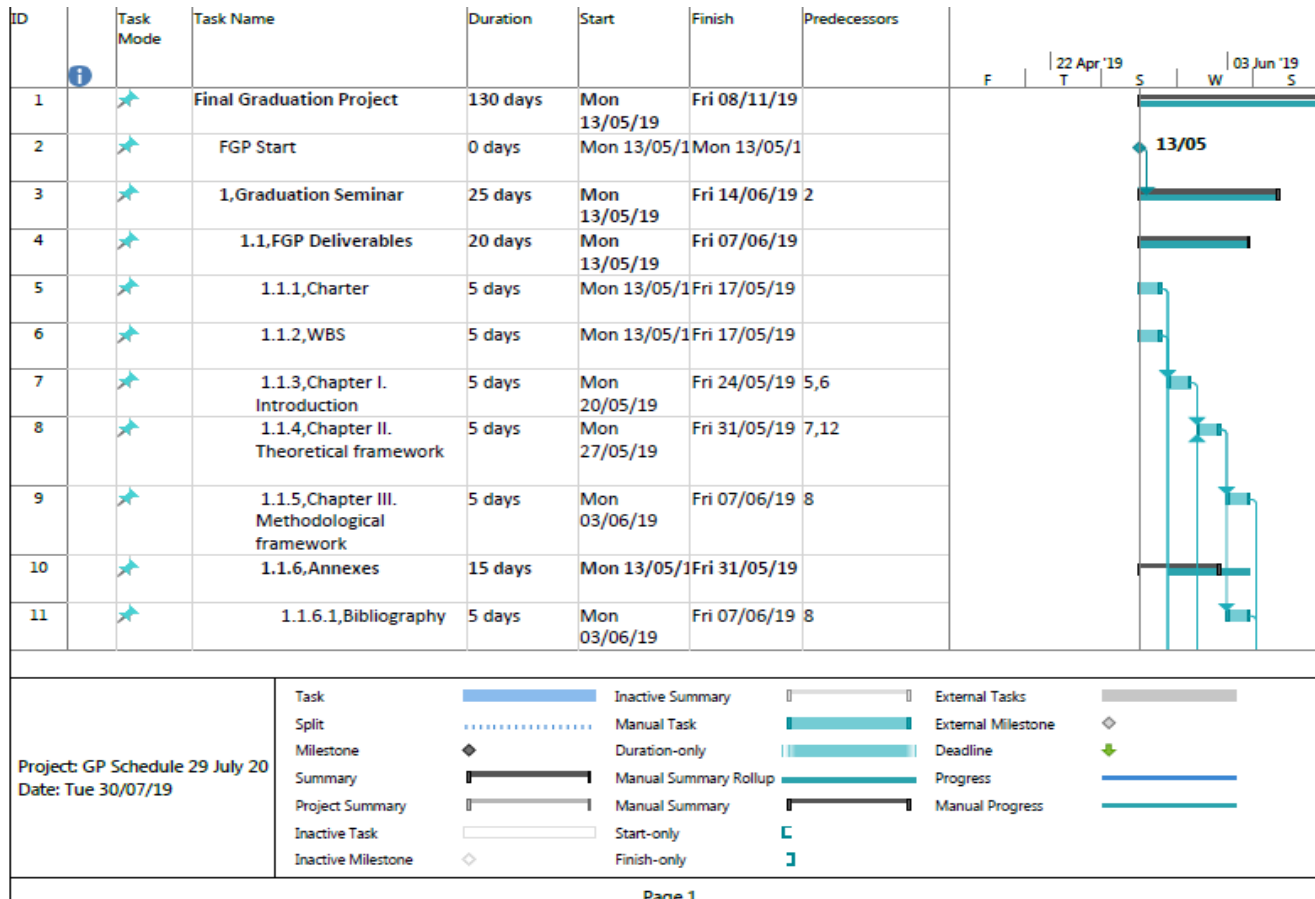 ID Task Mode Task Name Duration Start Finish Predecessors
22 Apr '19 03 Jun '19
F T S W S
1 Final Graduation Project 130 days Mon 13/05/19 Fri 08/11/19
2 FGP Start 0 days Mon 13/05/1 Mon 13/05/1
13/05
3 1,Graduation Seminar 25 days Mon 13/05/19 Fri 14/06/19 2
4 1.1,FGP Deliverables 20 days Mon 13/05/19 Fri 07/06/19
5 1.1.1,Charter 5 days Mon 13/05/1 Fri 17/05/19
6 1.1.2,WBS 5 days Mon 13/05/1 Fri 17/05/19
7 1.1.3,Chapter I. Introduction 5 days Mon 20/05/19 Fri 24/05/19 5,6
8 1.1.4,Chapter II. Theoretical framework 5 days Mon 27/05/19 Fri 31/05/19 7,12
9 1.1.5,Chapter III. Methodological framework 5 days Mon 03/06/19 Fri 07/06/19 8
10 1.1.6,Annexes 15 days Mon 13/05/1 Fri 31/05/19
11 1.1.6.1,Bibliography 5 days Mon 03/06/19 Fri 07/06/19 8
Project: GP Schedule 29 July 20
Date: Tue 30/07/19
Task
Split
Milestone
Summary
Project Summary
Inactive Task
Inactive Milestone
Inactive Summary
Manual Task
Duration-only
Manual Summary Rollup
Manual Summary
Start-only
Finish-only
External Tasks
External Milestone
Deadline
Progress
Manual Progress
Page 1